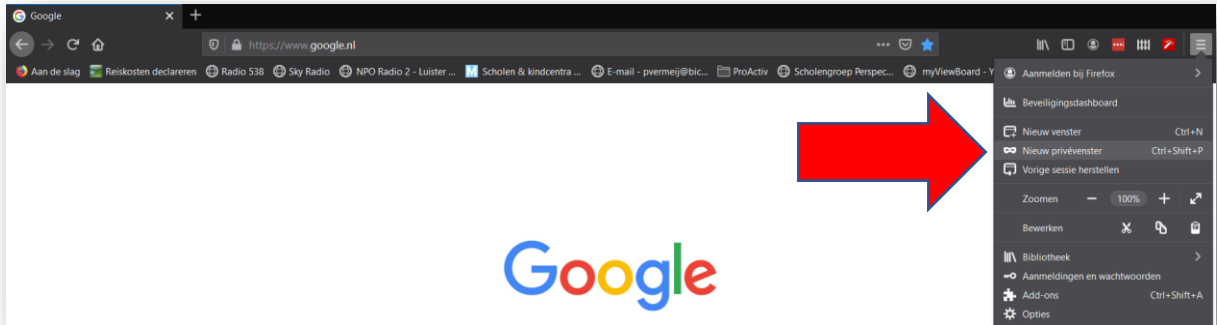 Google
https://www.google.nl
Aan de slag Reiskosten declareren Radio 538 Sky Radio NPO Radio 2 - Luister ... Scholen & kindcentra ... E-mail - pvermeij@bic... ProActiv Scholengroep Perspec... myViewBoard - Y
Aanmelden bij Firefox
Beveiligingsdashboard
Nieuw venster Ctrl+N
Nieuw privévenster Ctrl+Shift+P
Vorige sessie herstellen
Zoomen 100%
Bewerken
Google
Bibliotheek
Aanmeldingen en wachtwoorden
Add-ons Ctrl+Shift+A
Opties